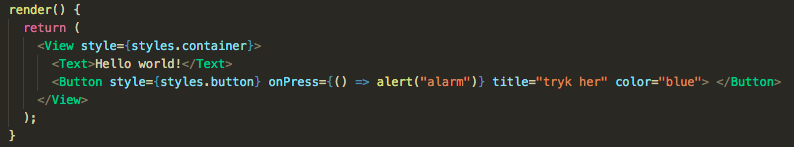 render() {
return (
<View style={styles.container}>
<Text>Hello world!</Text>
<Button style={styles.button} onPress={() => alert("alarm")} title="tryk her" color="blue"> </Button>
</View>
);
}